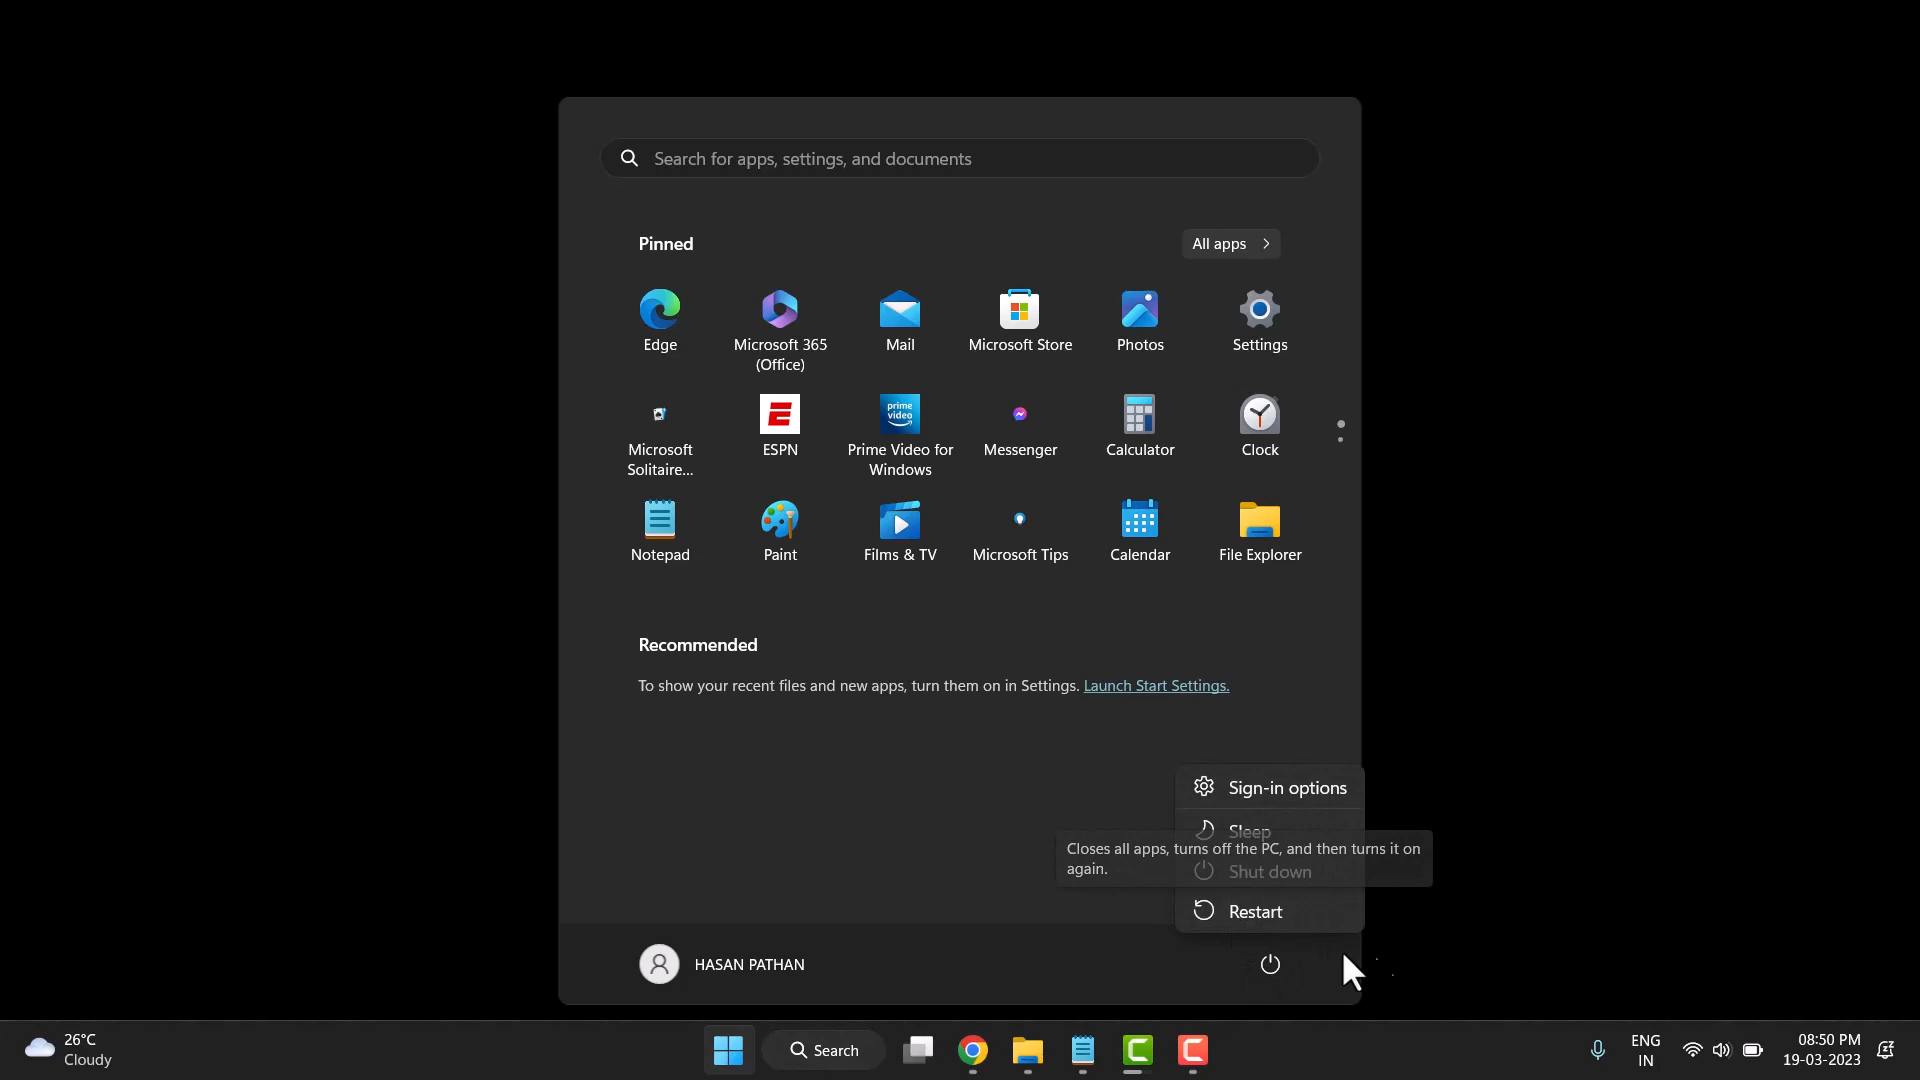 Search for apps, settings, and documents
Pinned
All apps
Edge
Microsoft 365
(Office)
Mail
Microsoft Store
Photos
Settings
Microsoft
Solitaire...
ESPN
prime
video
Prime Video for
Windows
Messenger
Calculator
Clock
Notepad
Paint
Films & TV
Microsoft Tips
Calendar
File Explorer
Recommended
To show your recent files and new apps, turn them on in Settings. Launch Start Settings.
Sign-in options
Sleep
Closes all apps, turns off the PC, and then turns it on
again.
Shut down
Restart
HASAN PATHAN
26°C
Cloudy
Search
ENG
IN
08:50 PM
19-03-2023